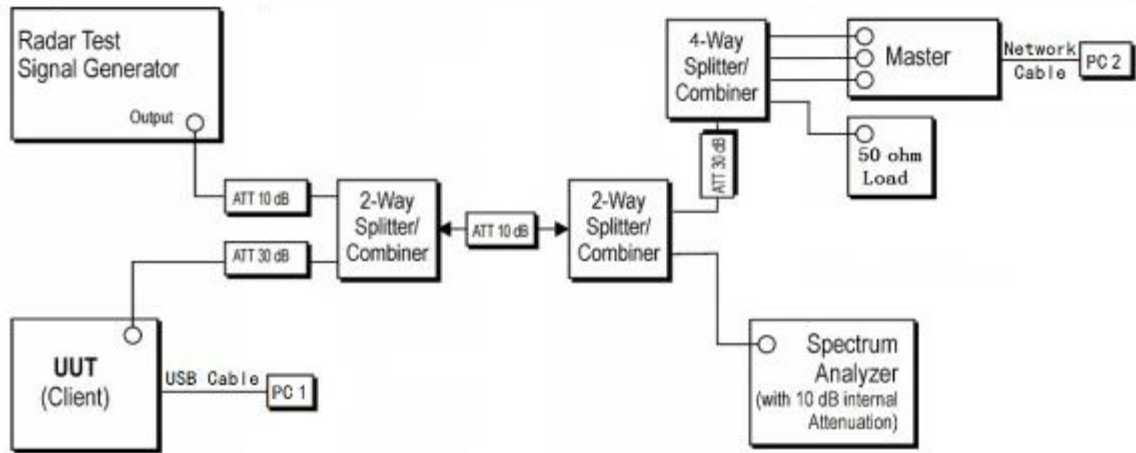 Radar Test
Signal Generator
Output
ATT 10 dB
ATT 30 dB
2-Way
Splitter/
Combiner
ATT 10 dB
2-Way
Splitter/
Combiner
ATT 30 dB
4-Way
Splitter/
Combiner
Master
Network
Cable
PC 2
50 ohm
Load
UUT
(Client)
USB Cable
PC 1
Spectrum
Analyzer
(with 10 dB internal
Attenuation)